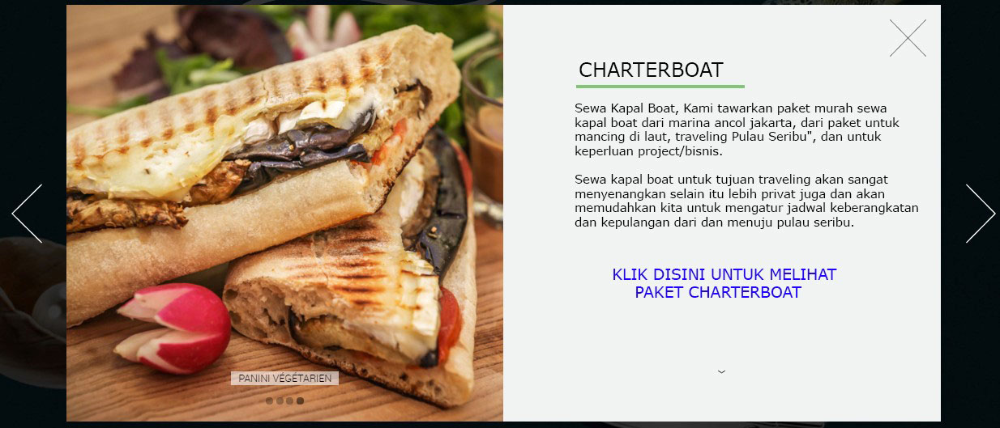 CHARTERBOAT
Sewa Kapal Boat, Kami tawarkan paket murah sewa
kapal boat dari marina ancol jakarta, dari paket untuk
mancing di laut, traveling Pulau Seribu", dan untuk
keperluan project/bisnis.
Sewa kapal boat untuk tujuan traveling akan sangat
menyenangkan selain itu lebih privat juga dan akan
memudahkan kita untuk mengatur jadwal keberangkatan
dan kepulangan dari dan menuju pulau seribu.
KLIK DISINI UNTUK MELIHAT
PAKET CHARTERBOAT
PANINI VÉGÉTARIEN